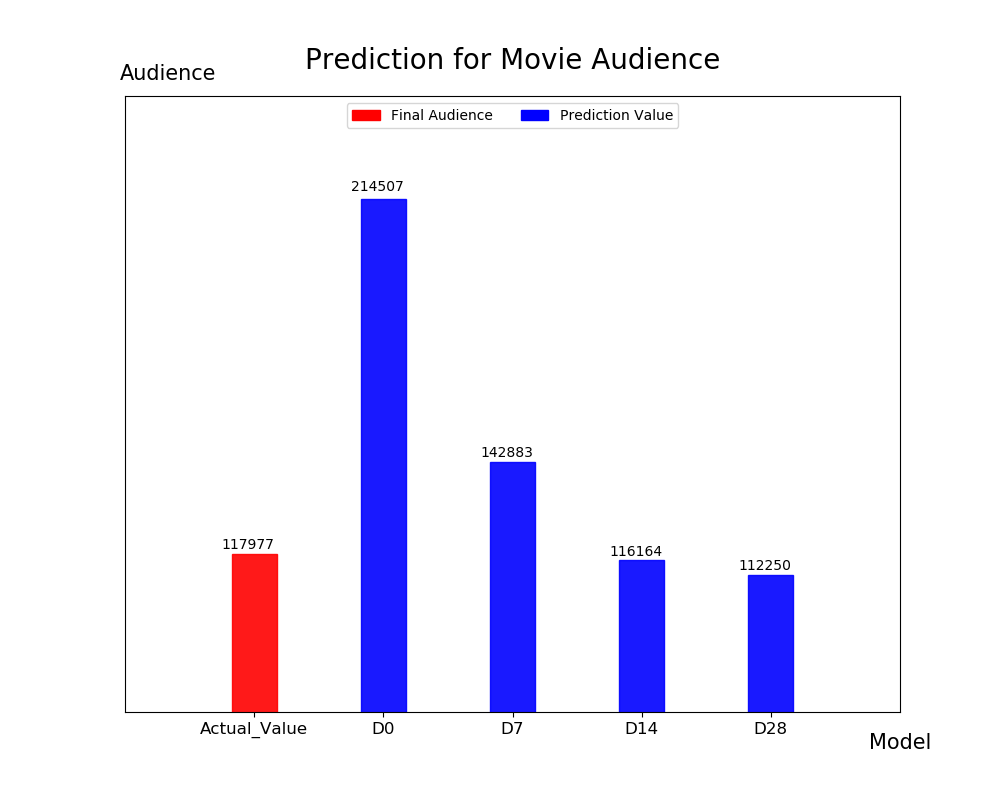 Prediction for Movie Audience
Audience
Final Audience
Prediction Value
214507
142883
117977
116164
112250
Actual_Value
D0
D7
D14
D28
Model